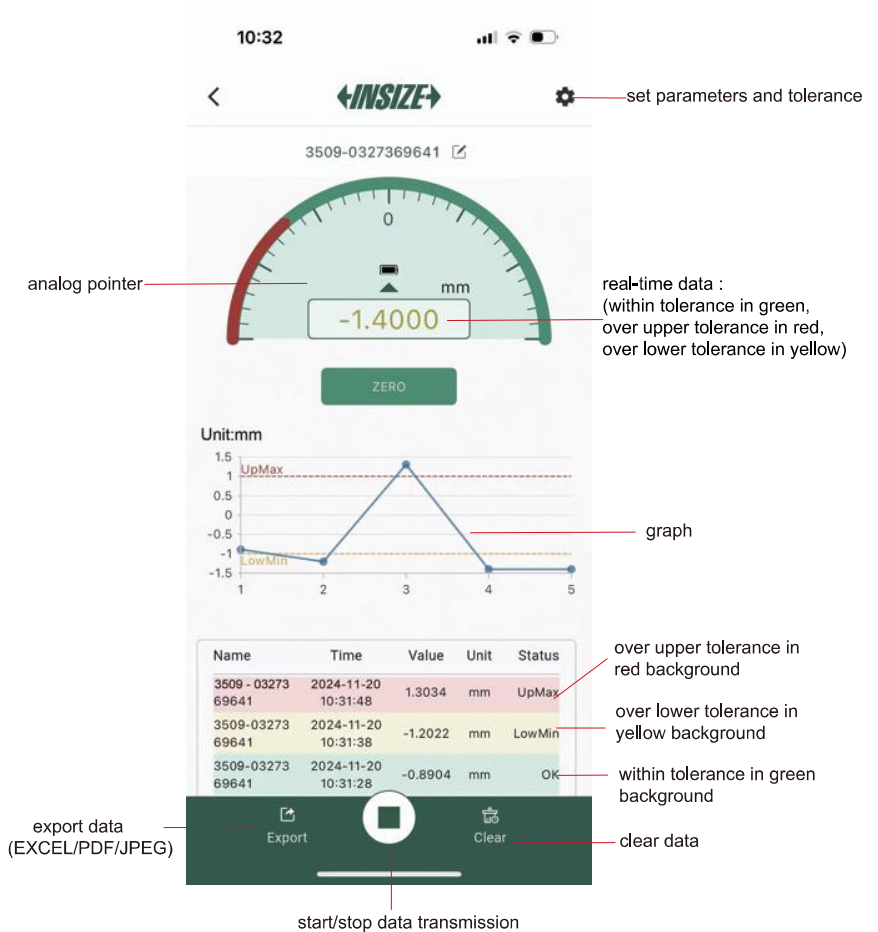 10:32
INSIZE
set parameters and tolerance
3509-0327369641
0
analog pointer
mm
real-time data :
(within tolerance in green,
over upper tolerance in red,
over lower tolerance in yellow)
-1.4000
ZERO
Unit:mm
1.5
UpMax
1
0.5
0
-0.5
-1
LowMin
-1.5
1 2 3 4 5
graph
Name Time Value Unit Status
3509 - 03273
69641
2024-11-20
10:31:48
1.3034 mm UpMax
over upper tolerance in
red background
3509-03273
69641
2024-11-20
10:31:38
-1.2022 mm LowMin
over lower tolerance in
yellow background
3509-03273
69641
2024-11-20
10:31:28
-0.8904 mm OK
within tolerance in green
background
export data
(EXCEL/PDF/JPEG)
Export
Clear
clear data
start/stop data transmission